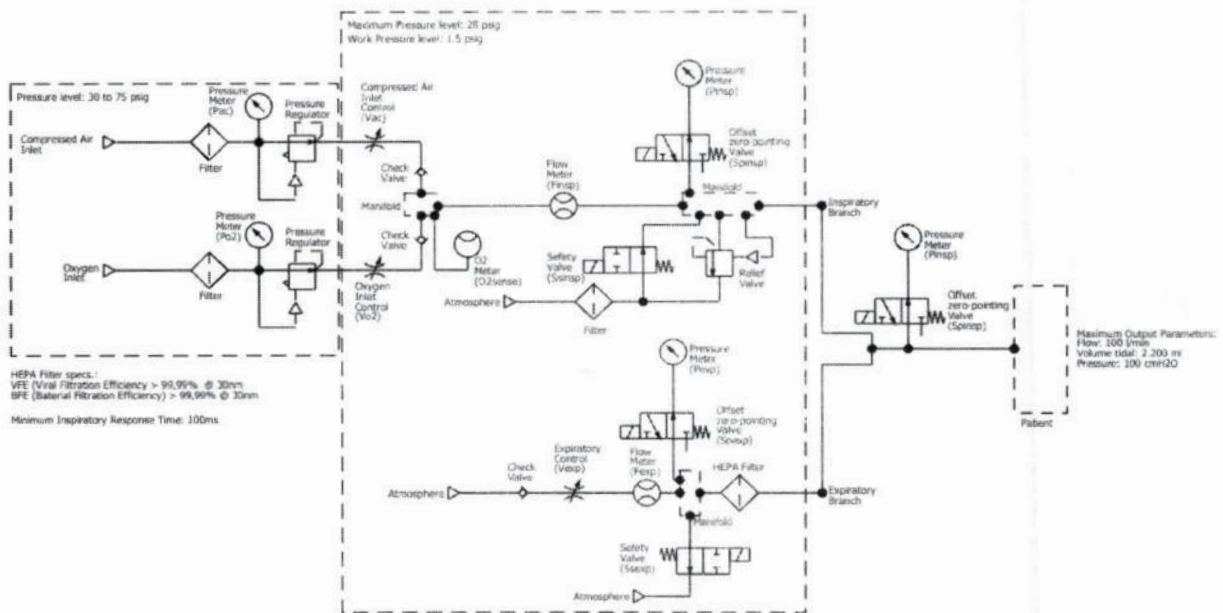 Maximum Pressure level: 28 psig
Work Pressure level: 1.5 psig
Pressure level: 30 to 75 psig
Pressure
Meter
(Pac)
Pressure
Regulator
Compressed Air
Inlet
Filter
Compressed Air
Inlet
Control
(Vac)
Check
Valve
Manifold
Flow
Meter
(Finsp)
Pressure
Meter
(Pinsp)
Offset
zero-pointing
Valve
(Spinsp)
Manifold
Inspiratory
Branch
Pressure
Meter
(Po2)
Pressure
Regulator
Oxygen
Inlet
Filter
Check
Valve
Oxygen
Inlet
Control
(Vo2)
O2
Meter
(O2sense)
Safety
Valve
(Ssinsp)
Relief
Valve
Atmosphere
Filter
Pressure
Meter
(Pinsp)
Offset
zero-pointing
Valve
(Spinsp)
Maximum Output Parameters:
Flow: 100 l/min
Volume tidal: 2.200 ml
Pressure: 100 cmH2O
Patient
HEPA Filter specs.:
VFE (Viral Filtration Efficiency > 99,99% @ 30nm
BFE (Baterial Filtration Efficiency) > 99,99% @ 30nm
Minimum Inspiratory Response Time: 100ms
Pressure
Meter
Offset
zero-pointing
Valve
(Spexp)
Expiratory
Control
(Vexp)
Flow
Meter
(Fexp)
HEPA Filter
Check
Valve
Atmosphere
Manifold
Expiratory
Branch
Safety
Valve
(Ssexp)
Atmosphere